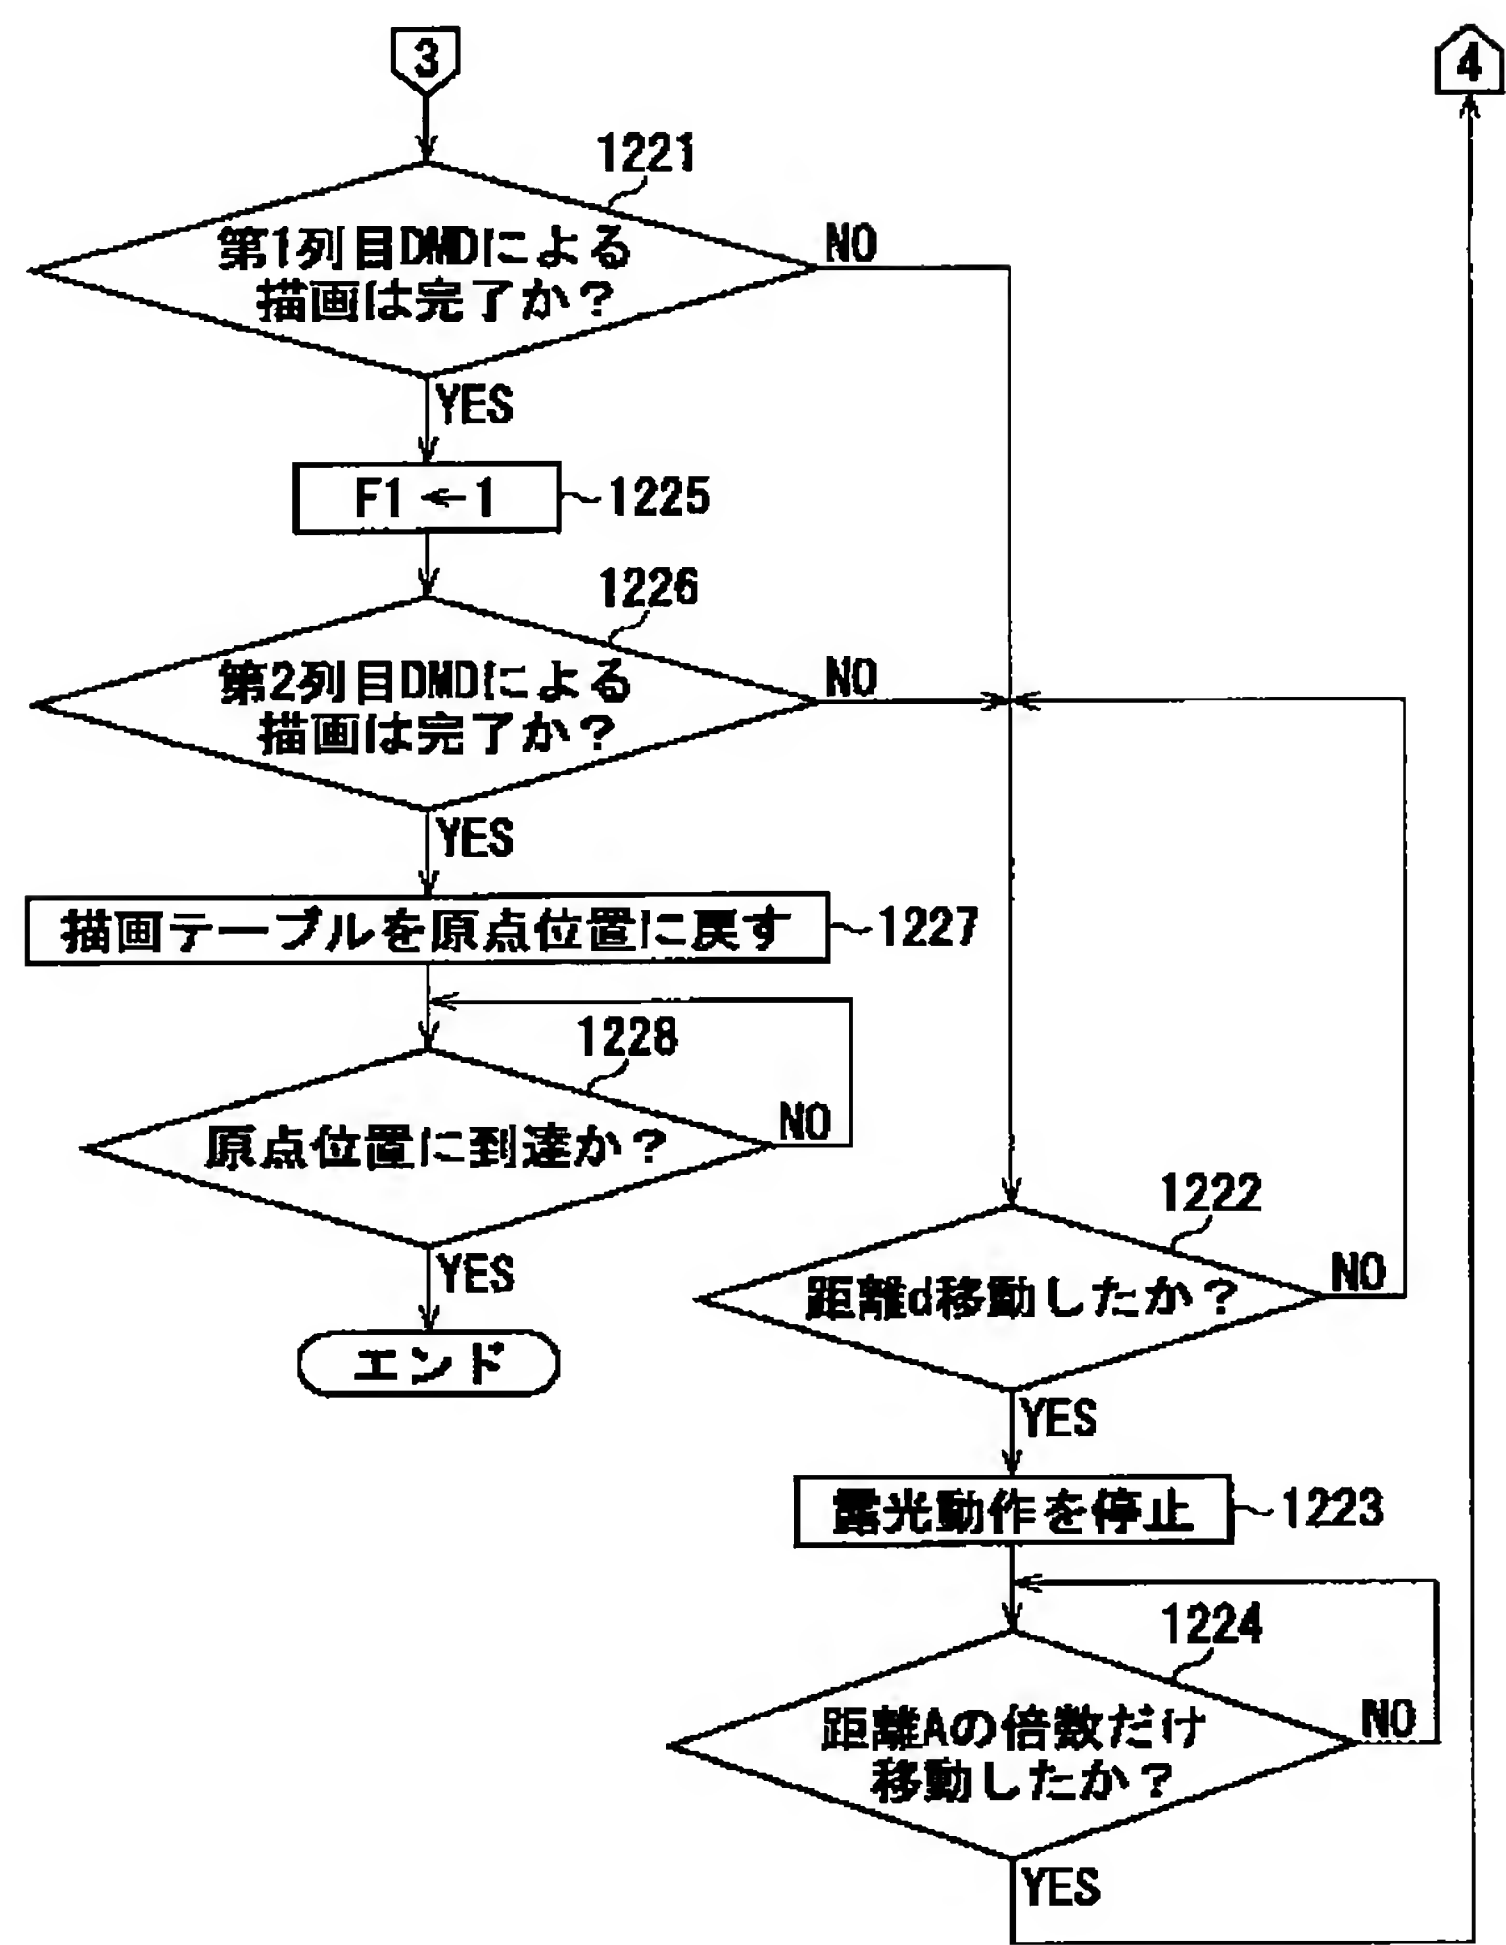 3
4
1221
第1列目DMDによる
描画は完了か?
NO
YES
F1 ← 1
1225
1226
第2列目DMDによる
描画は完了か?
NO
YES
描画テーブルを原点位置に戻す
1227
1228
原点位置に到達か?
NO
YES
エンド
1222
距離d移動したか?
NO
YES
露光動作を停止
1223
1224
距離Aの倍数だけ
移動したか?
NO
YES